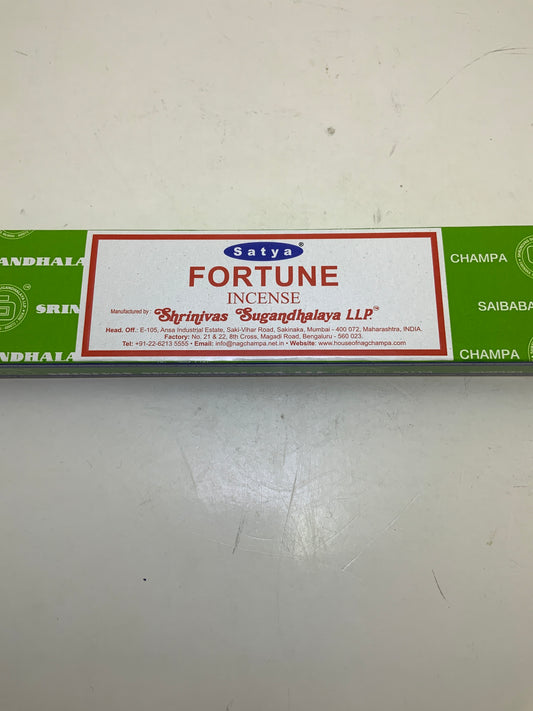 Satya®
FORTUNE
INCENSE
Manufactured by : Shrinivas Sugandhalaya LLP.™
Head. Off.: E-105, Ansa Industrial Estate, Saki-Vihar Road, Sakinaka, Mumbai - 400 072, Maharashtra, INDIA.
Factory: No. 21 & 22, 8th Cross, Magadi Road, Bengaluru - 560 023.
Tel: +91-22-6213 5555 • Email: info@nagchampa.net.in • Website: www.houseofnagchampa.com
ANDHALA
SRIN
ANDHALA
CHAMPA
SAIBABA
CHAMPA